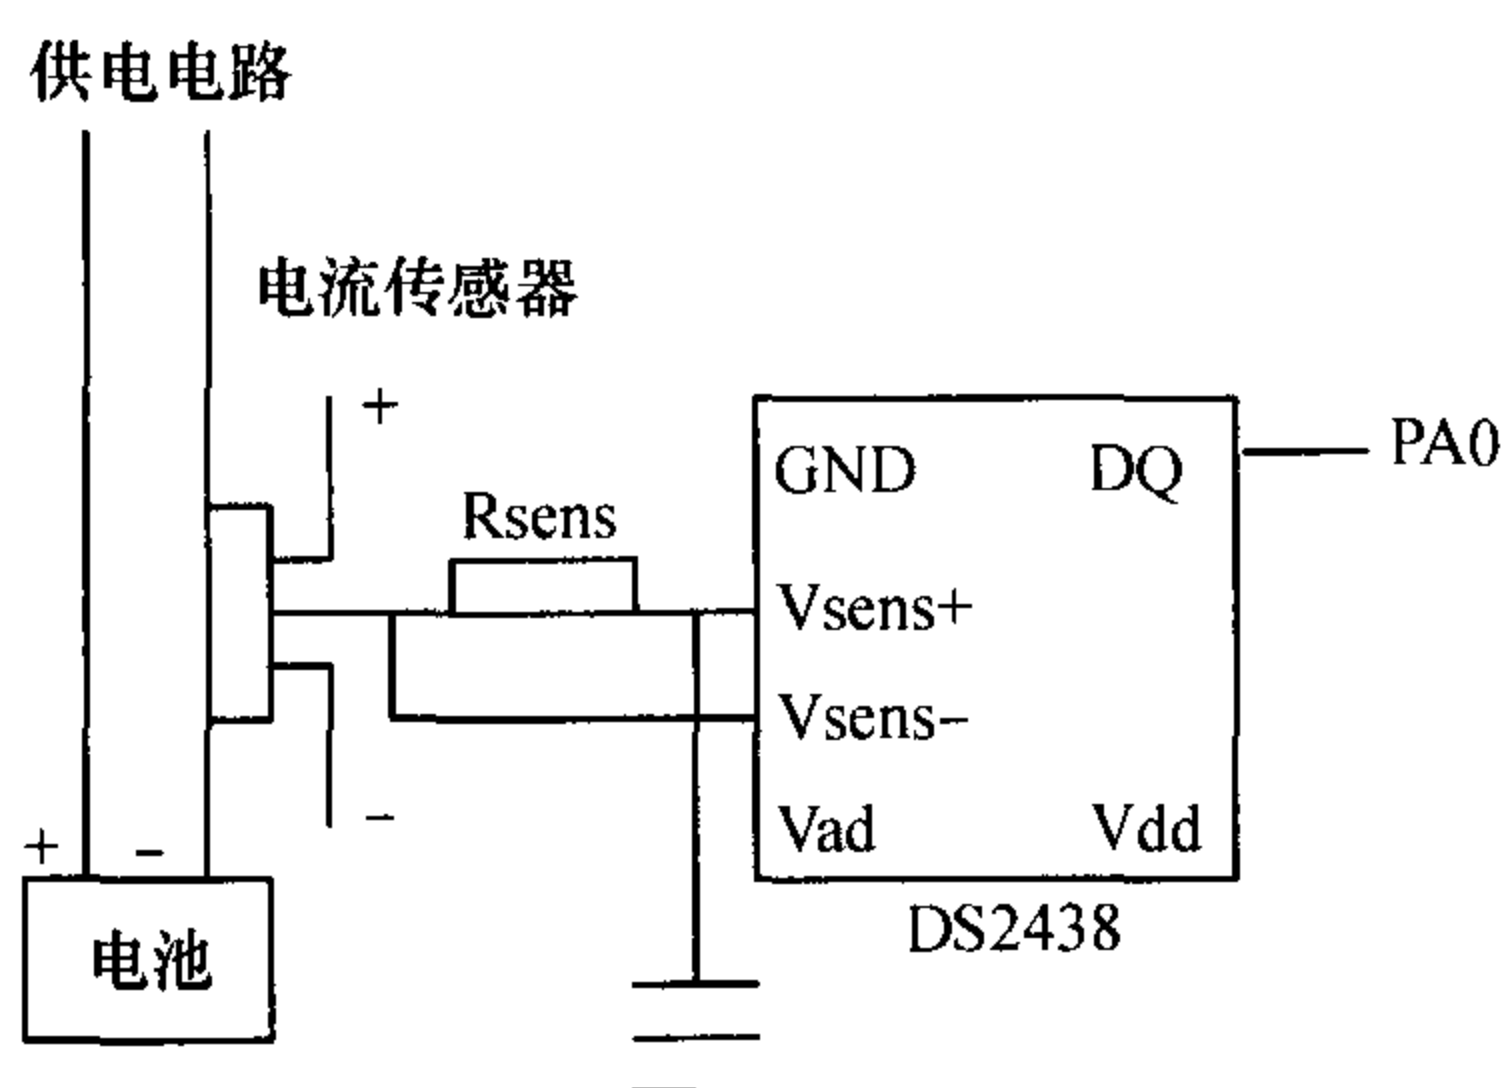 供电电路
电流传感器
+
Rsens
GND
DQ
PA0
Vsens+
Vsens-
Vad
Vdd
-
+
-
电池
DS2438